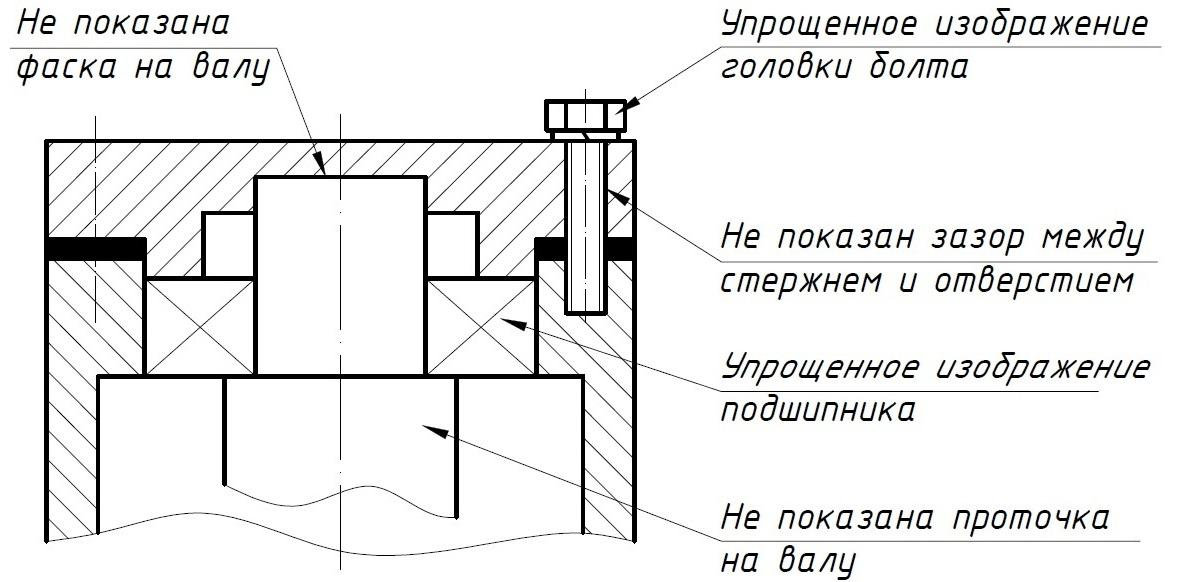 Не показана
фаска на валу
Упрощенное изображение
головки болта
Не показан зазор между
стержнем и отверстием
Упрощенное изображение
подшипника
Не показана проточка
на валу